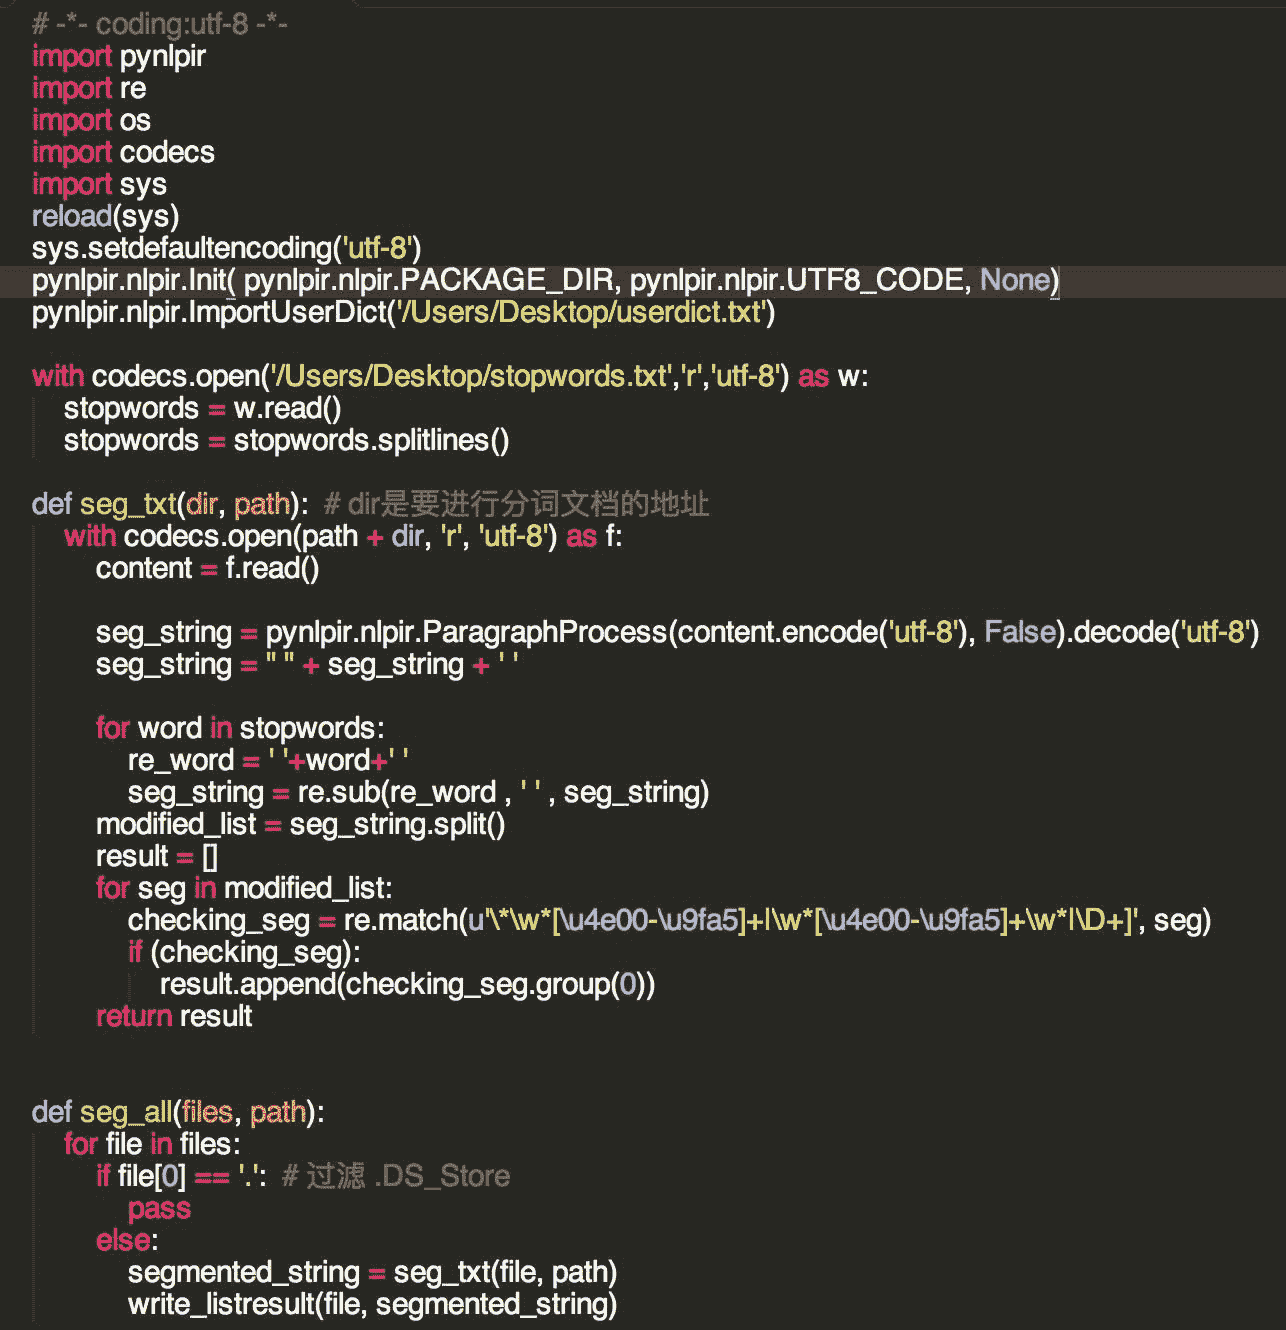 # -*- coding:utf-8 -*-
import pynlpir
import re
import os
import codecs
import sys
reload(sys)
sys.setdefaultencoding('utf-8')
pynlpir.nlpir.Init( pynlpir.nlpir.PACKAGE_DIR, pynlpir.nlpir.UTF8_CODE, None)
pynlpir.nlpir.ImportUserDict('/Users/Desktop/userdict.txt')

with codecs.open('/Users/Desktop/stopwords.txt','r','utf-8') as w:
    stopwords = w.read()
    stopwords = stopwords.splitlines()

def seg_txt(dir, path):  # dir是要进行分词文档的地址
    with codecs.open(path + dir, 'r', 'utf-8') as f:
        content = f.read()

        seg_string = pynlpir.nlpir.ParagraphProcess(content.encode('utf-8'), False).decode('utf-8')
        seg_string = " " + seg_string + ' '

        for word in stopwords:
            re_word = ' '+word+' '
            seg_string = re.sub(re_word , ' ' , seg_string)
        modified_list = seg_string.split()
        result = []
        for seg in modified_list:
            checking_seg = re.match(u'\*\w*[\u4e00-\u9fa5]+|\w*[\u4e00-\u9fa5]+\w*|\D+]', seg)
            if (checking_seg):
                result.append(checking_seg.group(0))
        return result


def seg_all(files, path):
    for file in files:
        if file[0] == '.':  # 过滤 .DS_Store
            pass
        else:
            segmented_string = seg_txt(file, path)
            write_listresult(file, segmented_string)